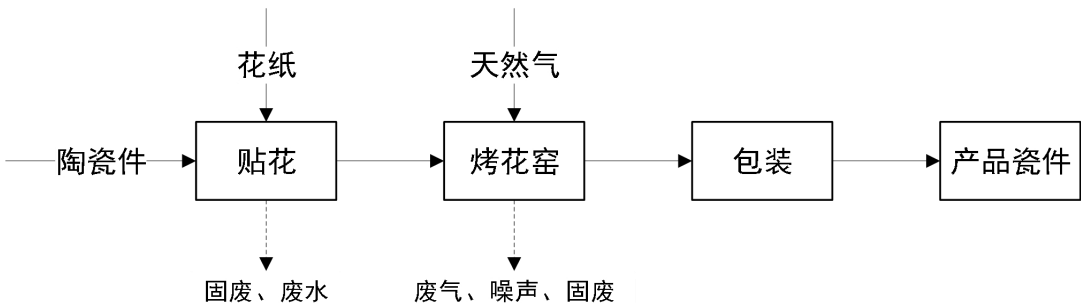 花纸
天然气
陶瓷件
贴花
烤花窑
包装
产品瓷件
固废、废水
废气、噪声、固废